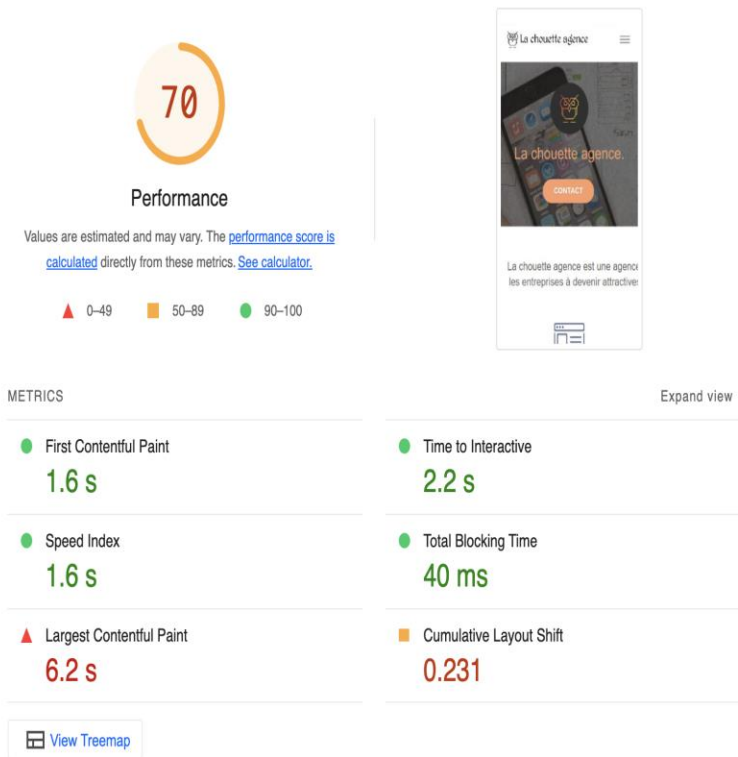 70
Performance
Values are estimated and may vary. The performance score is
calculated directly from these metrics. See calculator.
0–49
50–89
90–100
La chouette agence
La chouette agence.
CONTACT
La chouette agence est une agence
les entreprises à devenir attractives
METRICS
Expand view
First Contentful Paint
1.6 s
Time to Interactive
2.2 s
Speed Index
1.6 s
Total Blocking Time
40 ms
Largest Contentful Paint
6.2 s
Cumulative Layout Shift
0.231
View Treemap